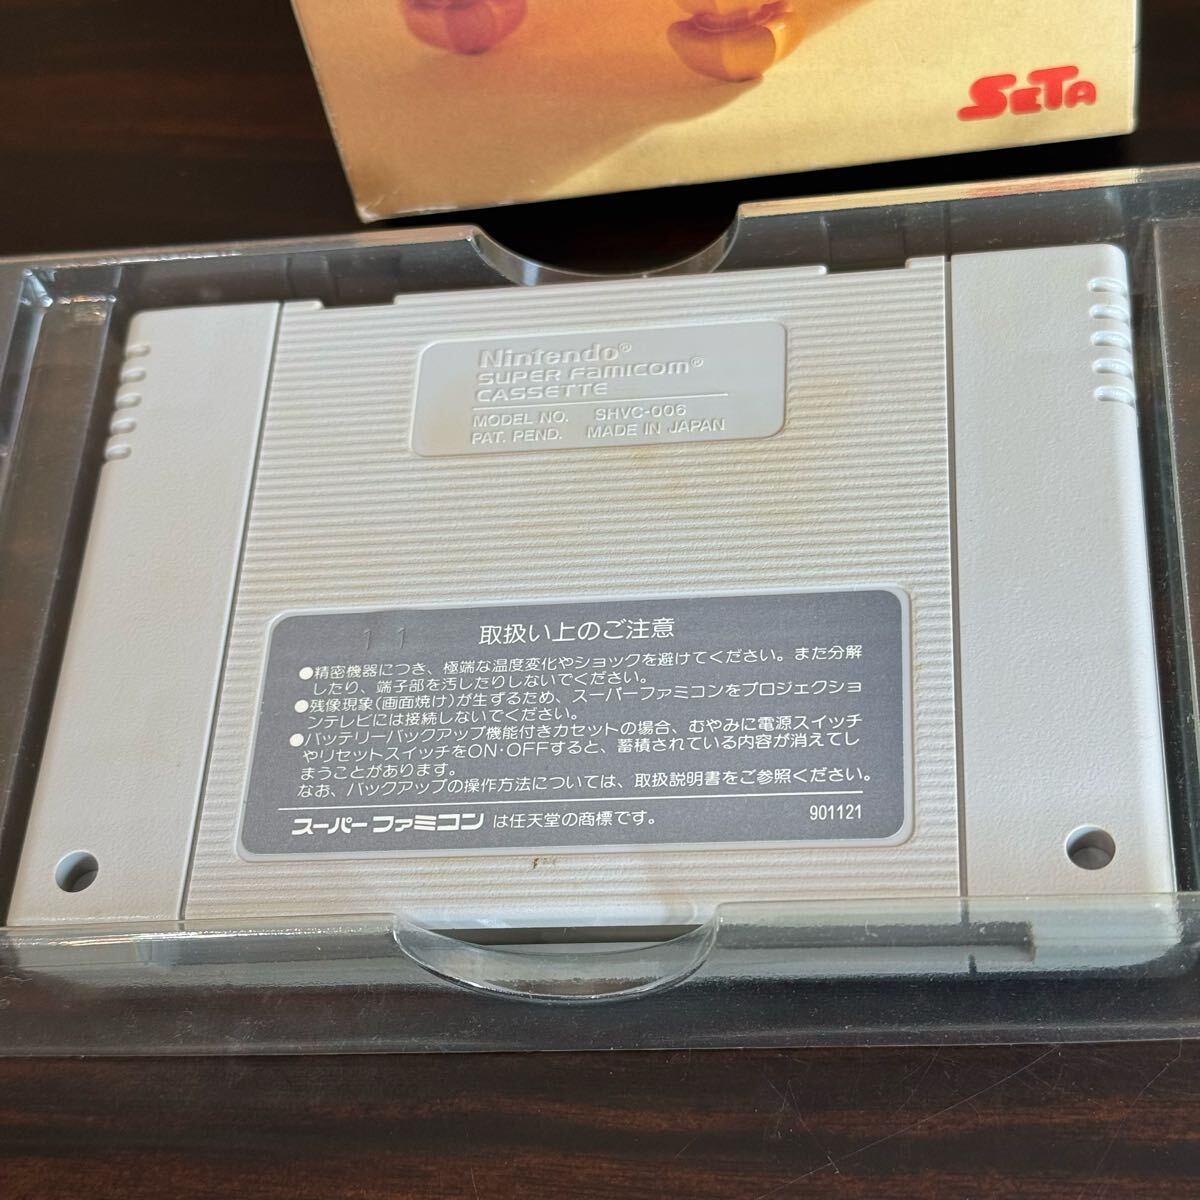 SETA
Nintendo®
SUPER Famicom®
CASSETTE
MODEL NO. SHVC-006
PAT. PEND. MADE IN JAPAN
11
取扱い上のご注意
●精密機器につき、極端な温度変化やショックを避けてください。また分解
したり、端子部を汚したりしないでください。
●残像現象(画面焼け)が生ずるため、スーパーファミコンをプロジェクショ
ンテレビには接続しないでください。
●バッテリーバックアップ機能付きカセットの場合、むやみに電源スイッチ
やリセットスイッチをON・OFFすると、蓄積されている内容が消えてし
まうことがあります。
なお、バックアップの操作方法については、取扱説明書をご参照ください。
スーパーファミコンは任天堂の商標です。 901121